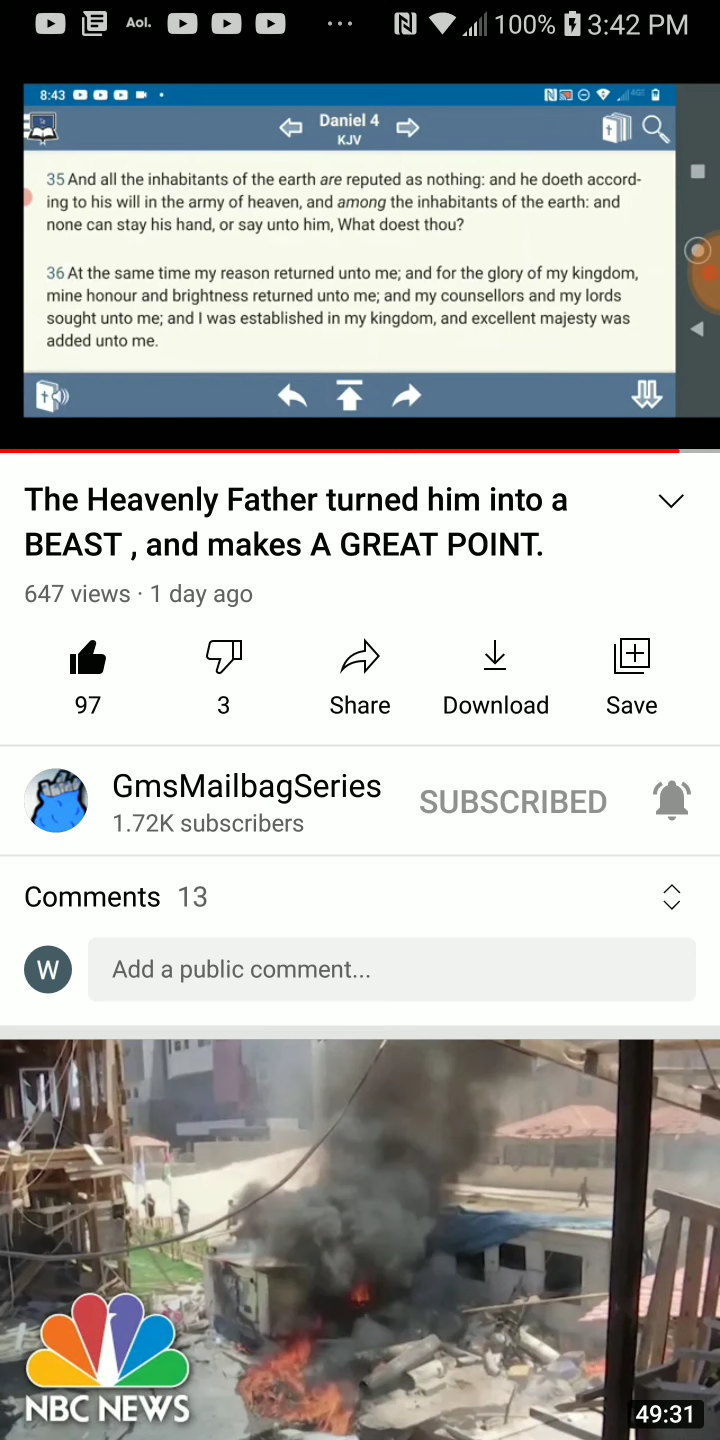 Aol. ... 100% 3:42 PM
8:43
Daniel 4
KJV
35 And all the inhabitants of the earth are reputed as nothing: and he doeth accord-
ing to his will in the army of heaven, and among the inhabitants of the earth: and
none can stay his hand, or say unto him, What doest thou?
36 At the same time my reason returned unto me; and for the glory of my kingdom,
mine honour and brightness returned unto me; and my counsellors and my lords
sought unto me; and I was established in my kingdom, and excellent majesty was
added unto me.
The Heavenly Father turned him into a
BEAST , and makes A GREAT POINT.
647 views · 1 day ago
97 3 Share Download Save
GmsMailbagSeries SUBSCRIBED
1.72K subscribers
Comments 13
W Add a public comment...
NBC NEWS
49:31